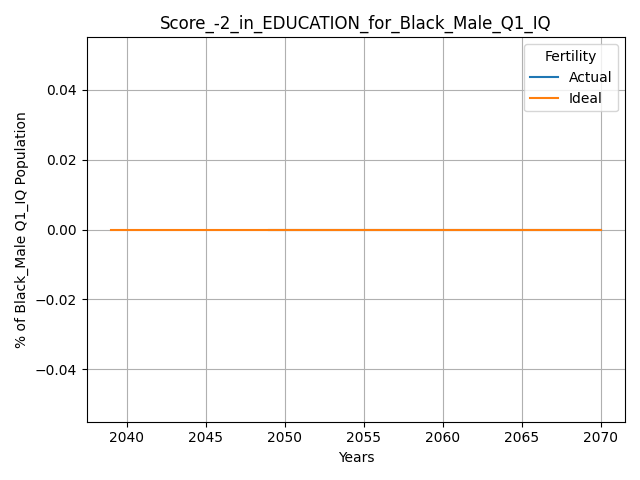 Score_-2_in_EDUCATION_for_Black_Male_Q1_IQ
Fertility
Actual
Ideal
% of Black_Male Q1_IQ Population
0.04
0.02
0.00
−0.02
−0.04
2040 2045 2050 2055 2060 2065 2070
Years